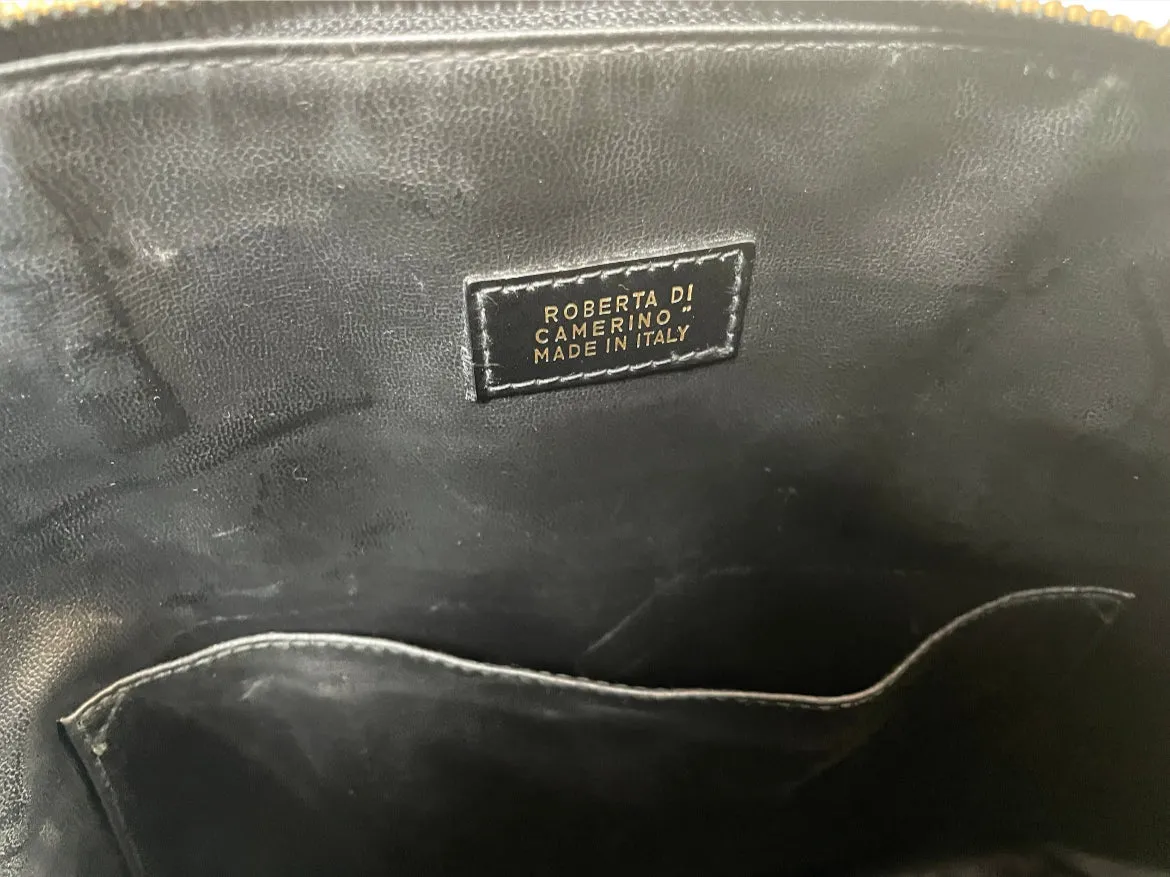 ROBERTA DI
CAMERINO "
MADE IN ITALY